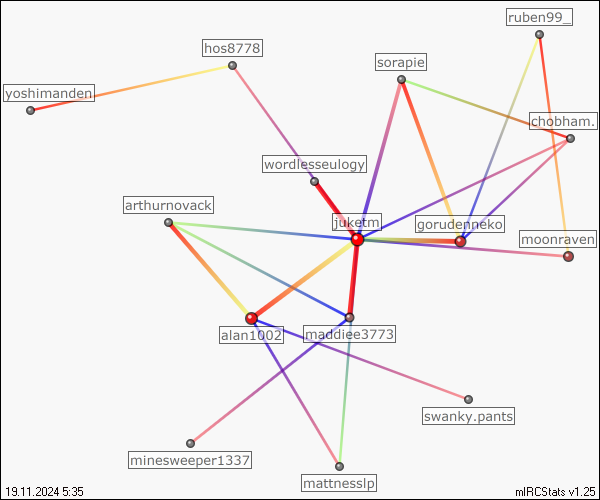 ruben99_
hos8778
sorapie
yoshimanden
chobham.
wordlesseulogy
arthurnovack
juketm
gorudenneko
moonraven
alan1002
maddiee3773
swanky.pants
minesweeper1337
mattnesslp
19.11.2024 5:35
mIRCStats v1.25